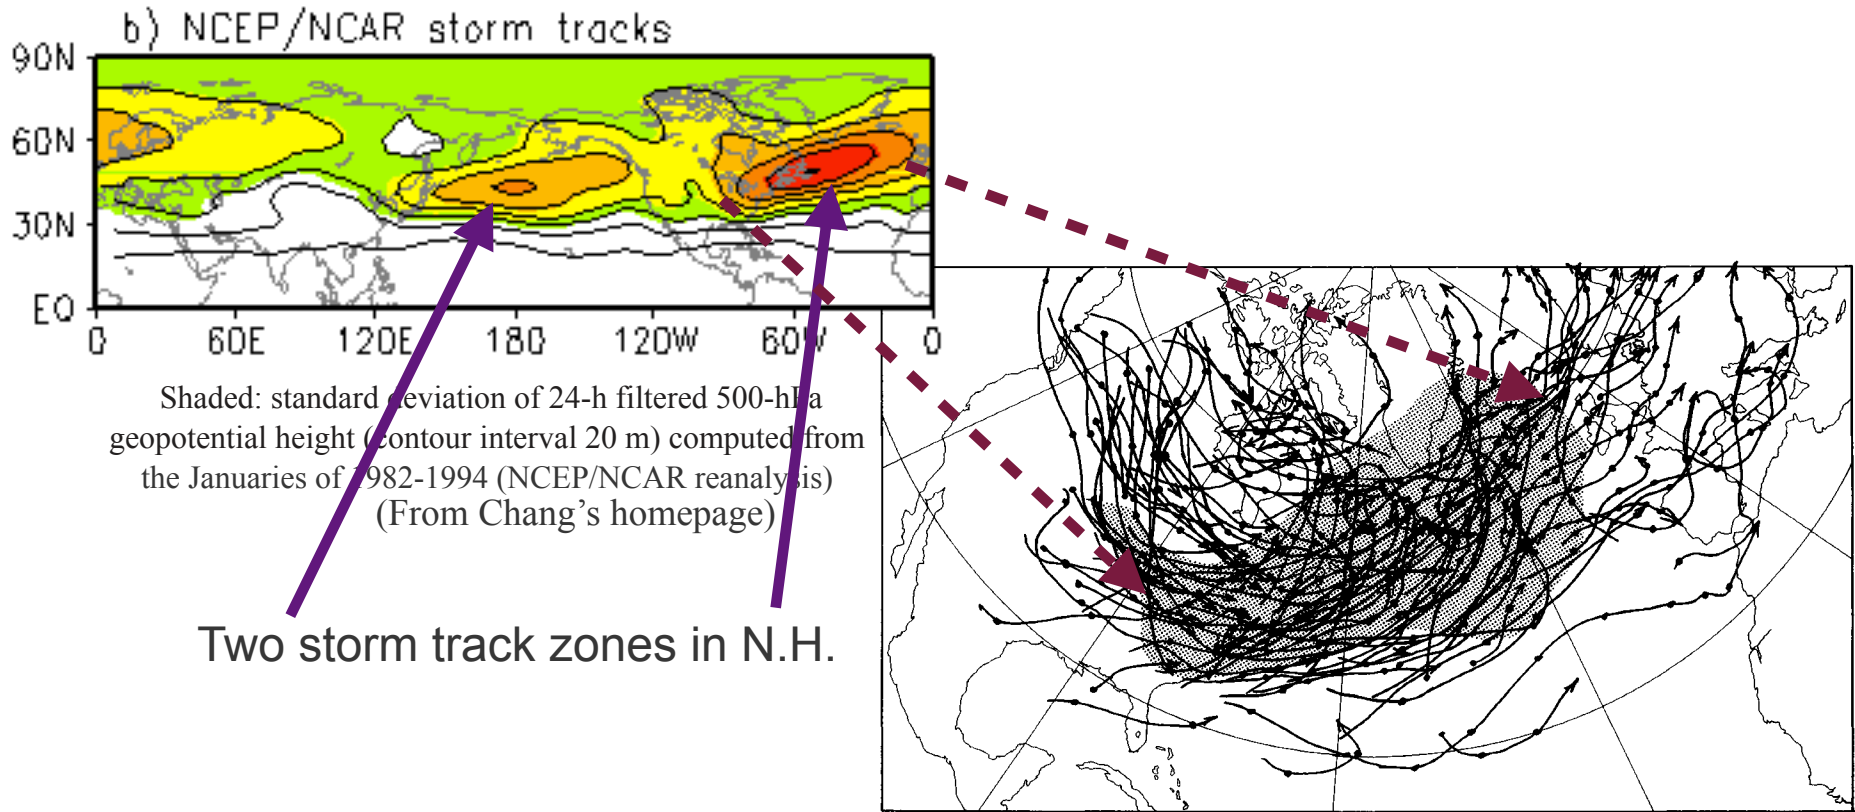 b) NCEP/NCAR storm tracks
90N
60N
30N
EQ
0 60E 120E 180 120W 60W 0
Shaded: standard deviation of 24-h filtered 500-hPa
geopotential height (contour interval 20 m) computed from
the Januaries of 1982-1994 (NCEP/NCAR reanalysis)
(From Chang’s homepage)
Two storm track zones in N.H.